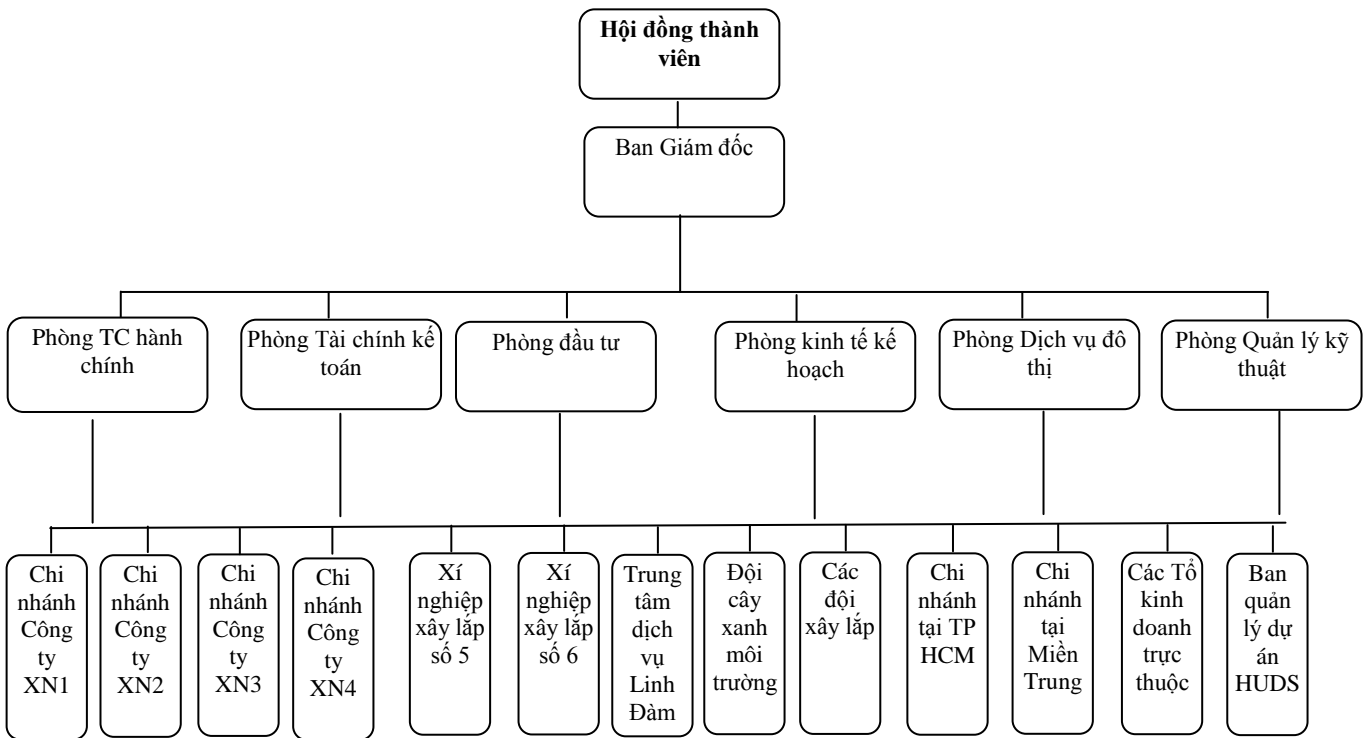 Hội đồng thành
viên
Ban Giám đốc
Phòng TC hành
chính
Phòng Tài chính kế
toán
Phòng đầu tư
Phòng kinh tế kế
hoạch
Phòng Dịch vụ đô
thị
Phòng Quản lý kỹ
thuật
Chi
nhánh
Công
ty
XN1
Chi
nhánh
Công
ty
XN2
Chi
nhánh
Công
ty
XN3
Chi
nhánh
Công
ty
XN4
Xí
nghiệp
xây lắp
số 5
Xí
nghiệp
xây lắp
số 6
Trung
tâm
dịch
vụ
Linh
Đàm
Đội
cây
xanh
môi
trường
Các
đội
xây lắp
Chi
nhánh
tại TP
HCM
Chi
nhánh
tại
Miền
Trung
Các Tổ
kinh
doanh
trực
thuộc
Ban
quản
lý dự
án
HUDS